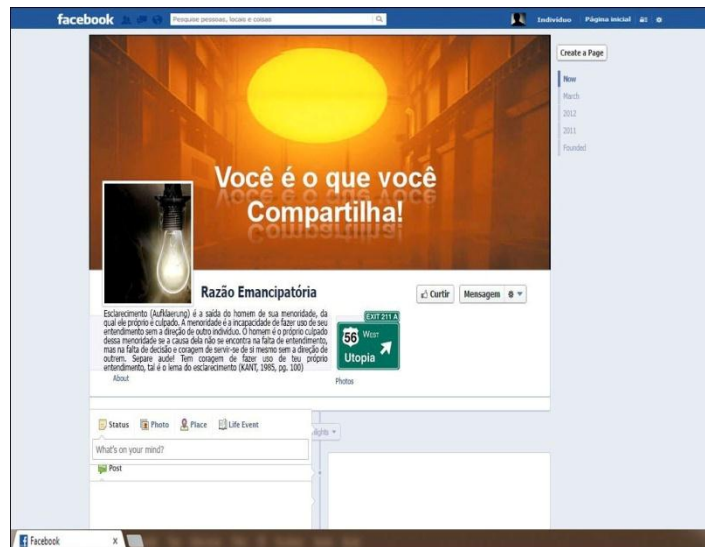 facebook
Pesquise pessoas, locais e coisas
Indivíduo
Página inicial
Create a Page
Now
March
2012
2011
Founded
Você é o que você
Compartilha!
Razão Emancipatória
Curtir
Mensagem
Esclarecimento (Aufklaerung) é a saída do homem de sua menoridade, da
qual ele próprio é culpado. A menoridade é a incapacidade de fazer uso de seu
entendimento sem a direção de outro indivíduo. O homem é o próprio culpado
dessa menoridade se a causa dela não se encontra na falta de entendimento,
mas na falta de decisão e coragem de servir-se de si mesmo sem a direção de
outrem. Separe aude! Tem coragem de fazer uso de teu próprio
entendimento, tal é o lema do esclarecimento (KANT, 1985, pg. 100)
About
EXIT 211 A
56 West
Utopia
Photos
Status
Photo
Place
Life Event
What's on your mind?
Post
Facebook